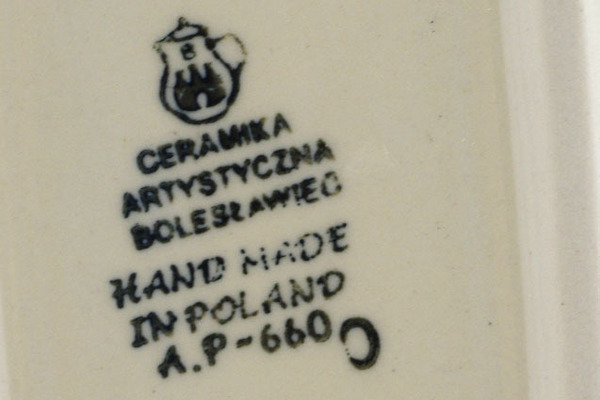 B
CERAMIKA
ARTYSTYCZNA
BOLESŁAWIEC
HAND MADE
IN POLAND
A.P-660 C